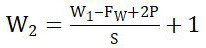 W₂ = (W₁−F_W+2P)/S + 1